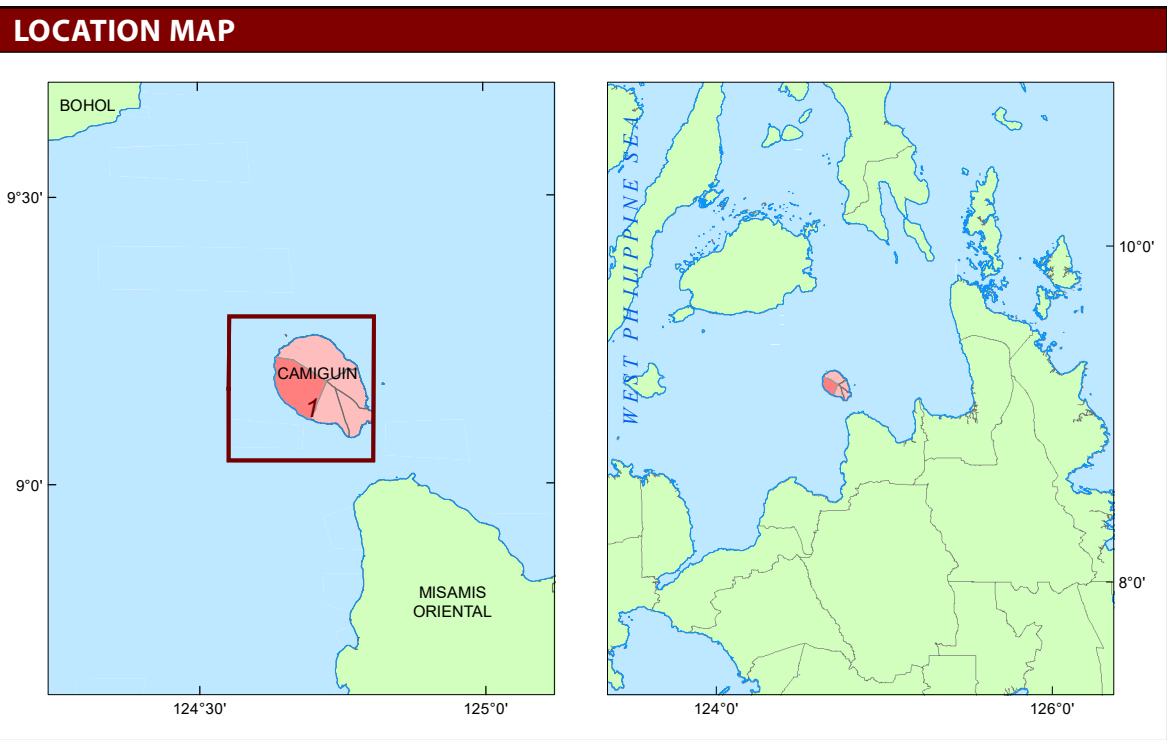 LOCATION MAP
BOHOL
9°30'
CAMIGUIN
1
9°0'
MISAMIS
ORIENTAL
124°30'
125°0'
WEST PHILIPPINE SEA
10°0'
8°0'
124°0'
126°0'